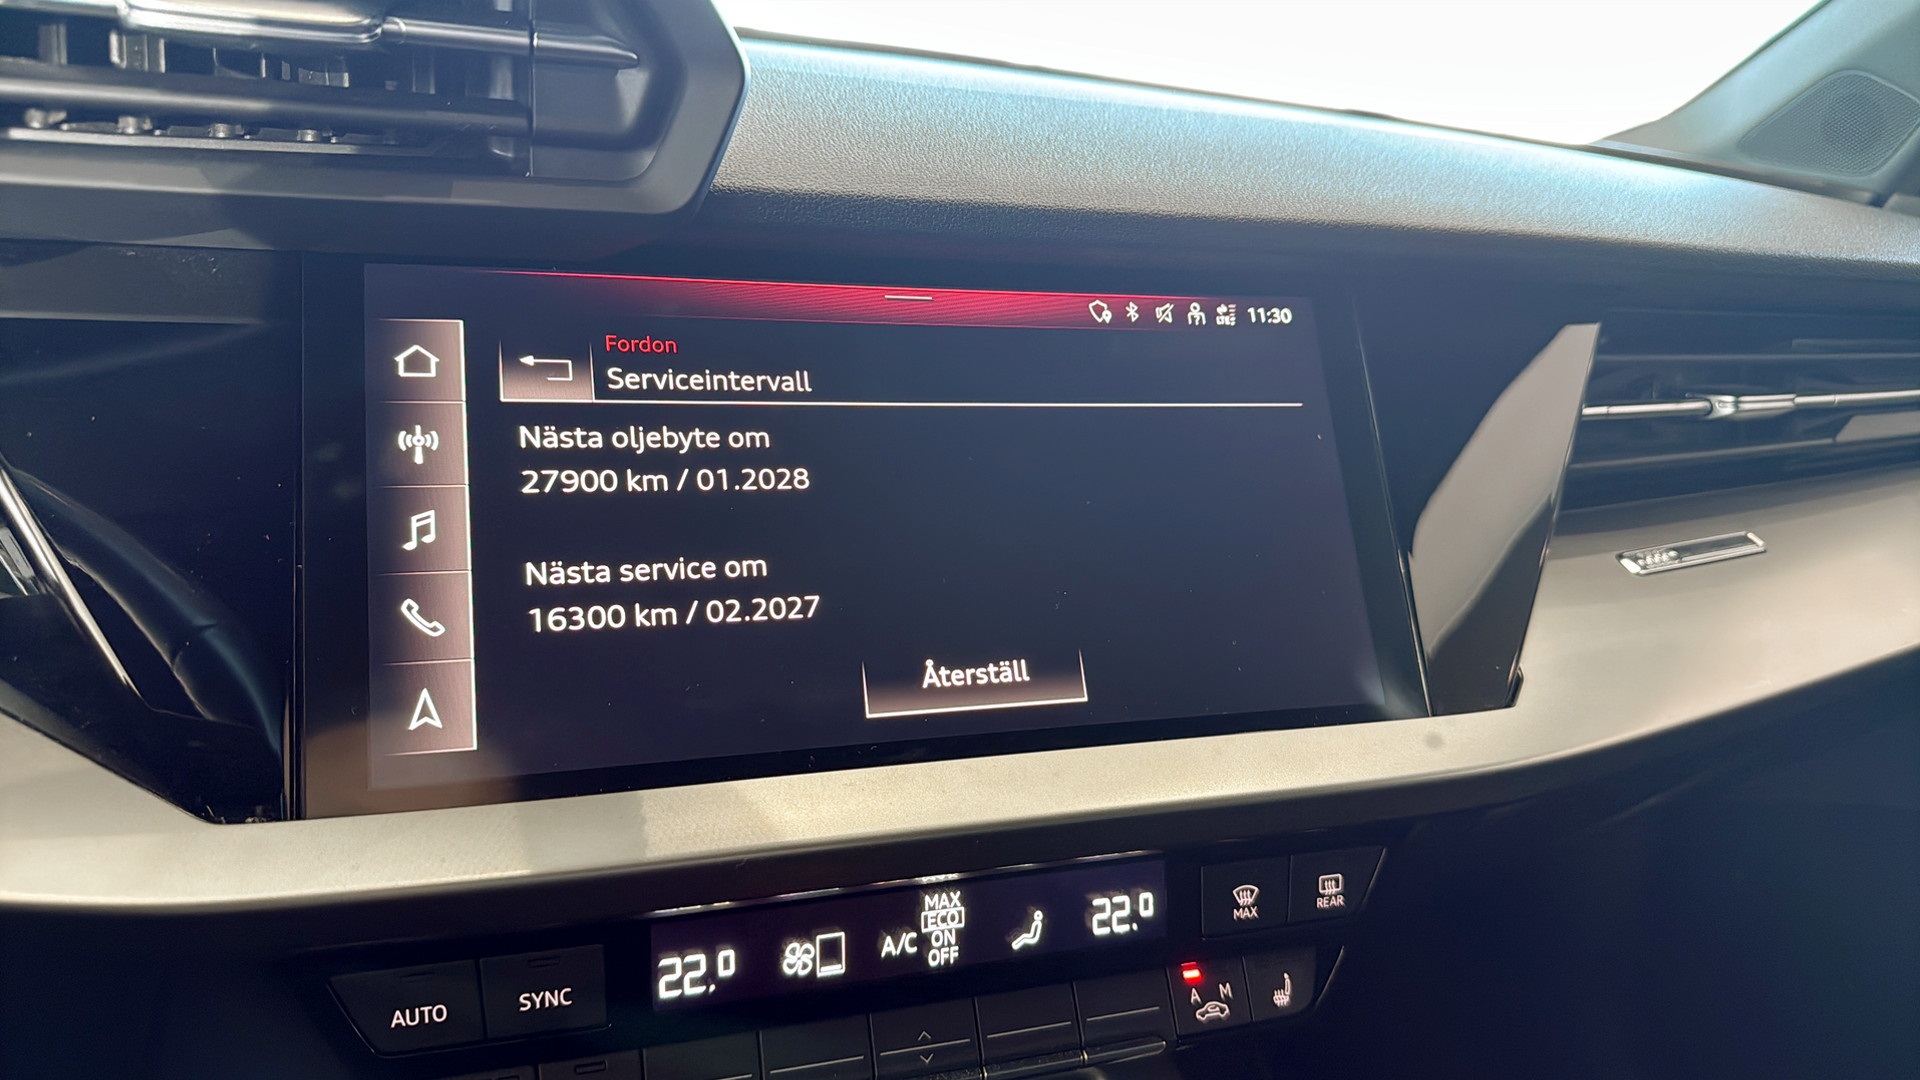 11:30
Fordon
Serviceintervall
Nästa oljebyte om
27900 km / 01.2028
Nästa service om
16300 km / 02.2027
Återställ
MAX
ECO
A/C ON
OFF
22.0
22.0
MAX
REAR
AUTO
SYNC
A M